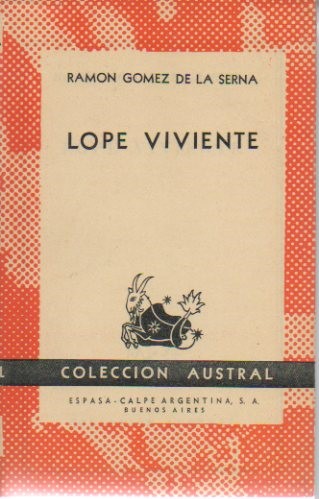 RAMON GOMEZ DE LA SERNA
LOPE VIVIENTE
L COLECCION AUSTRAL
ESPASA-CALPE ARGENTINA, S. A.
BUENOS AIRES